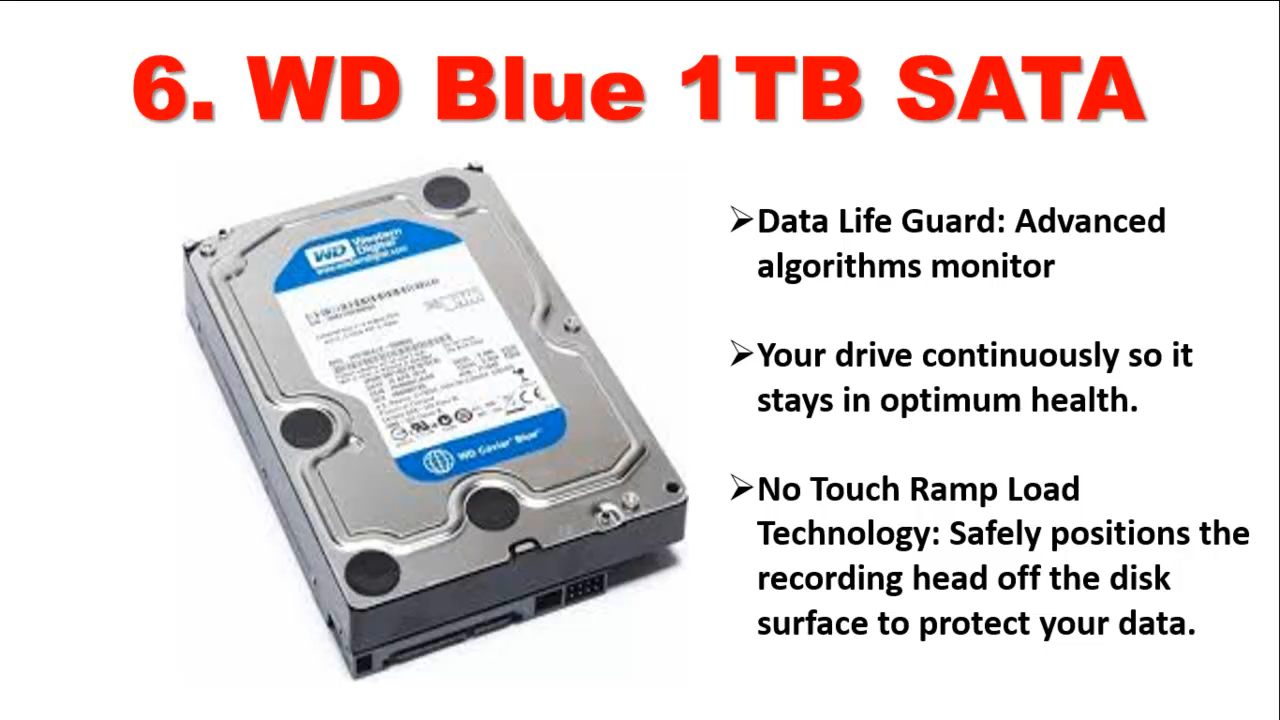 6. WD Blue 1TB SATA
WD Western
Digital
WD Caviar Blue
➢Data Life Guard: Advanced
algorithms monitor
➢Your drive continuously so it
stays in optimum health.
➢No Touch Ramp Load
Technology: Safely positions the
recording head off the disk
surface to protect your data.